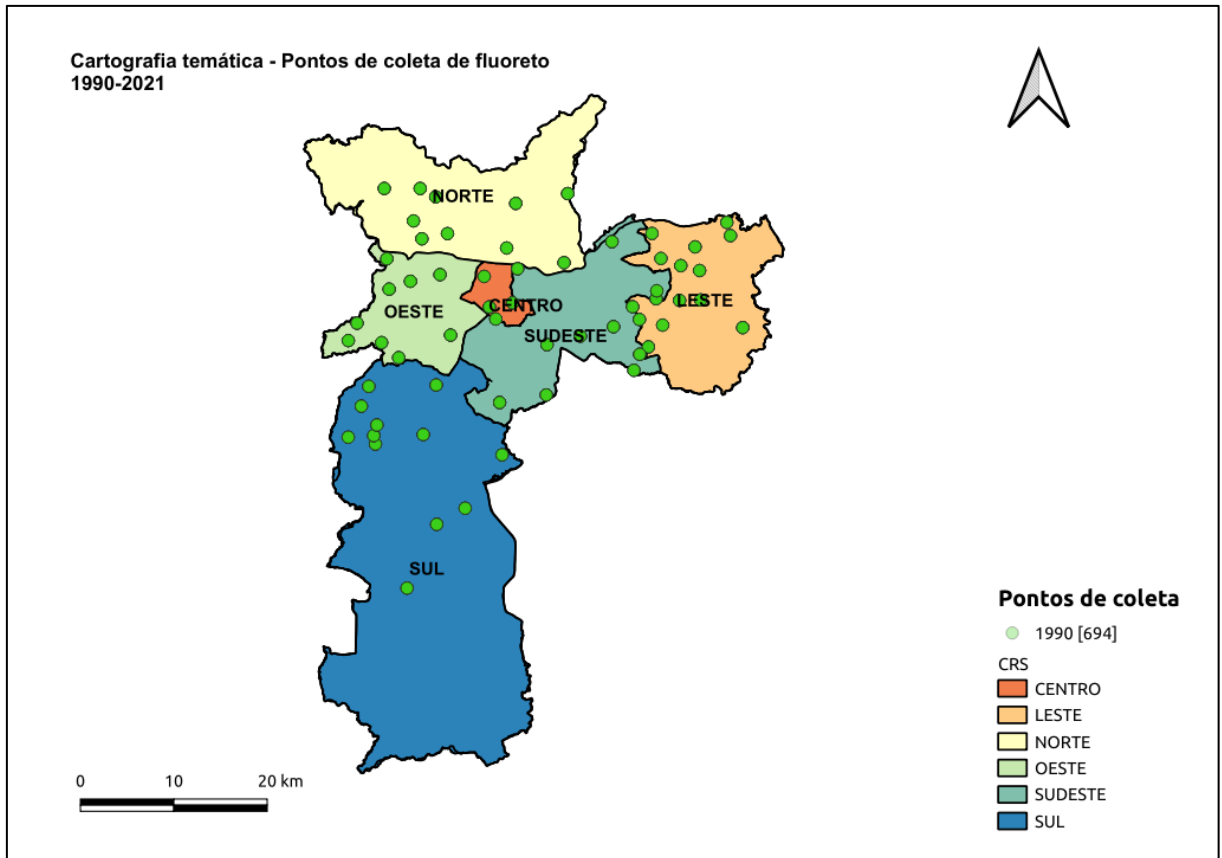 Cartografia temática - Pontos de coleta de fluoreto
1990-2021
NORTE
OESTE
CENTRO
SUDESTE
LESTE
SUL
Pontos de coleta
1990 [694]
CRS
CENTRO
LESTE
NORTE
OESTE
SUDESTE
SUL
0 10 20 km